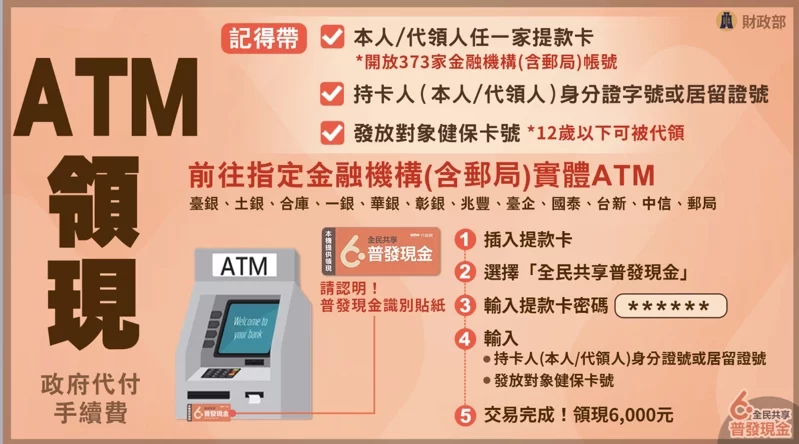 財政部
ATM
領
現
政府代付
手續費
記得帶
本人/代領人任一家提款卡
*開放373家金融機構(含郵局)帳號
持卡人(本人/代領人)身分證字號或居留證號
發放對象健保卡號 *12歲以下可被代領
前往指定金融機構(含郵局)實體ATM
臺銀、土銀、合庫、一銀、華銀、彰銀、兆豐、臺企、國泰、台新、中信、郵局
ATM
Welcome to
your bank
本機提供領現
全民共享
普發現金
請認明！
普發現金識別貼紙
普發現金
1 插入提款卡
2 選擇「全民共享普發現金」
3 輸入提款卡密碼 ******
4 輸入
●持卡人(本人/代領人)身分證號或居留證號
●發放對象健保卡號
5 交易完成！領現6,000元
全民共享
普發現金